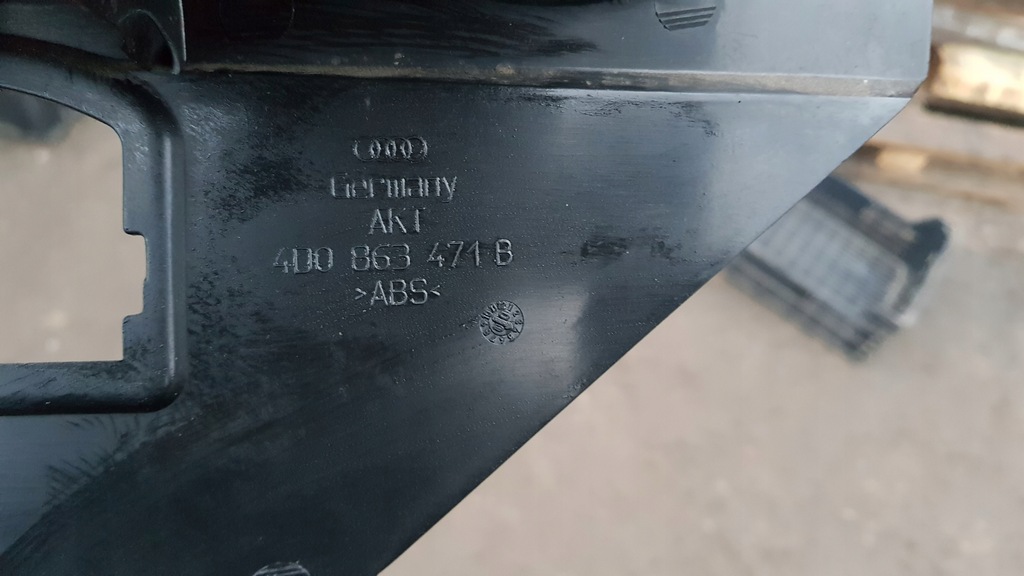 Germany
AKT
4D0 863 471 B
>ABS<